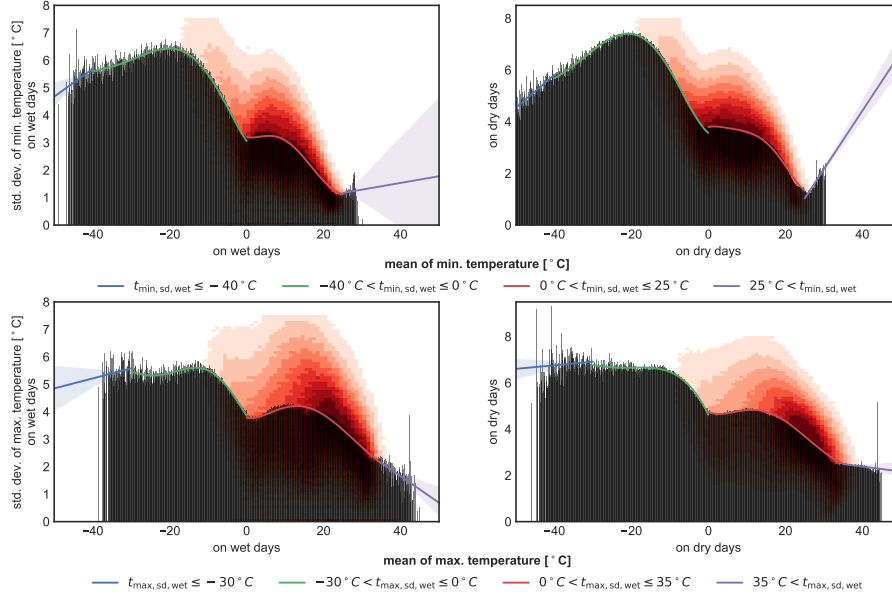 std. dev. of min. temperature [°C]
on wet days
8
7
6
5
4
3
2
1
0
−40
−20
0
20
40
on wet days
on dry days
8
6
4
2
0
−40
−20
0
20
40
on dry days
mean of min. temperature [°C]
t_min, sd, wet ≤ − 40°C
−40°C < t_min, sd, wet ≤ 0°C
0°C < t_min, sd, wet ≤ 25°C
25°C < t_min, sd, wet
std. dev. of max. temperature [°C]
on wet days
8
7
6
5
4
3
2
1
0
−40
−20
0
20
40
on wet days
on dry days
8
6
4
2
0
−40
−20
0
20
40
on dry days
mean of max. temperature [°C]
t_max, sd, wet ≤ − 30°C
−30°C < t_max, sd, wet ≤ 0°C
0°C < t_max, sd, wet ≤ 35°C
35°C < t_max, sd, wet